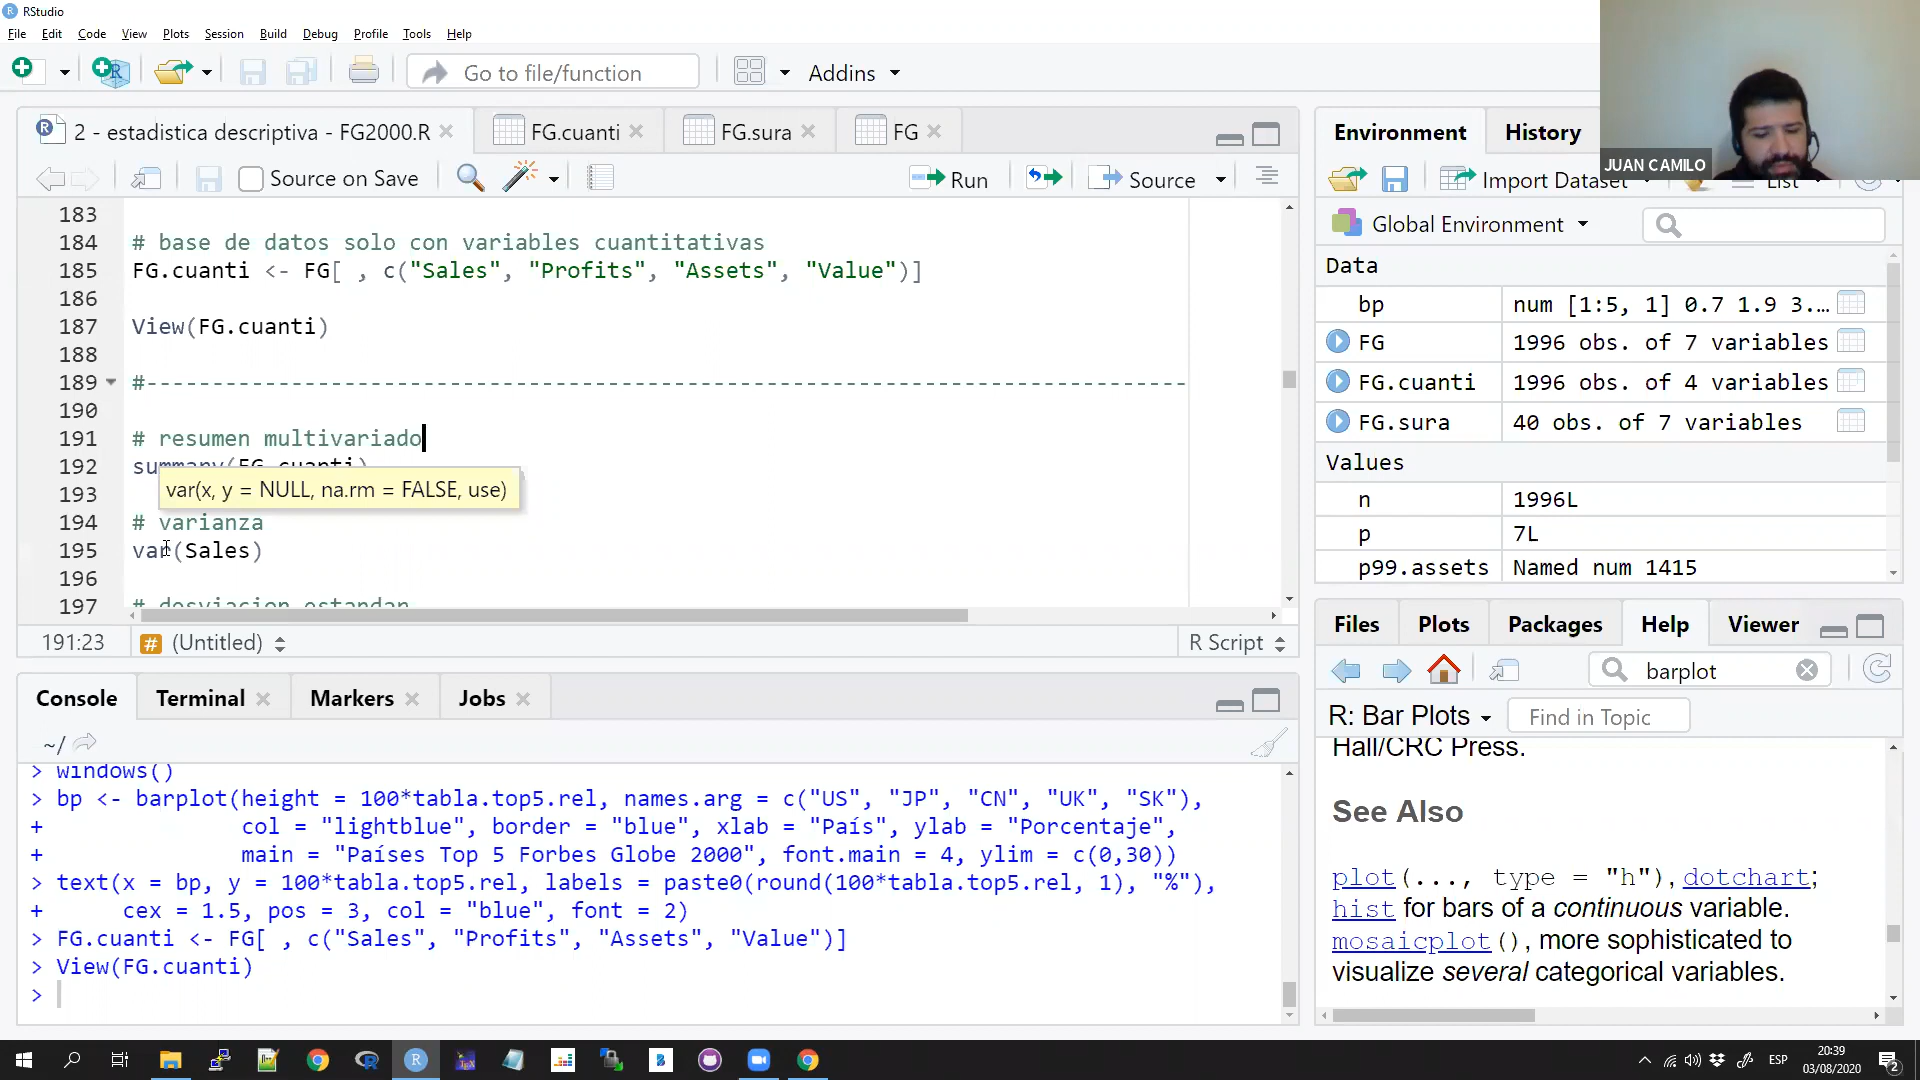 RStudio
File Edit Code View Plots Session Build Debug Profile Tools Help
Go to file/function
Addins
2 - estadistica descriptiva - FG2000.R
FG.cuanti
FG.sura
FG
Source on Save
Run
Source
183
184 # base de datos solo con variables cuantitativas
185 FG.cuanti <- FG[ , c("Sales", "Profits", "Assets", "Value")]
186
187 View(FG.cuanti)
188
189 #-------------------------------------------------------------------------------
190
191 # resumen multivariado
192 summary(FG.cuanti)
var(x, y = NULL, na.rm = FALSE, use)
193
194 # varianza
195 var(Sales)
196
197 # desviacion estandar
191:23 # (Untitled) R Script
Console Terminal Markers Jobs
~/
> windows()
> bp <- barplot(height = 100*tabla.top5.rel, names.arg = c("US", "JP", "CN", "UK", "SK"),
+ col = "lightblue", border = "blue", xlab = "País", ylab = "Porcentaje",
+ main = "Países Top 5 Forbes Globe 2000", font.main = 4, ylim = c(0,30))
> text(x = bp, y = 100*tabla.top5.rel, labels = paste0(round(100*tabla.top5.rel, 1), "%"),
+ cex = 1.5, pos = 3, col = "blue", font = 2)
> FG.cuanti <- FG[ , c("Sales", "Profits", "Assets", "Value")]
> View(FG.cuanti)
>
Environment History
JUAN CAMILO
Import Dataset List
Global Environment
Data
bp num [1:5, 1] 0.7 1.9 3.…
FG 1996 obs. of 7 variables
FG.cuanti 1996 obs. of 4 variables
FG.sura 40 obs. of 7 variables
Values
n 1996L
p 7L
p99.assets Named num 1415
Files Plots Packages Help Viewer
barplot
R: Bar Plots Find in Topic
Hall/CRC Press.
See Also
plot(..., type = "h"), dotchart;
hist for bars of a continuous variable.
mosaicplot(), more sophisticated to
visualize several categorical variables.
ESP
20:39
03/08/2020
2